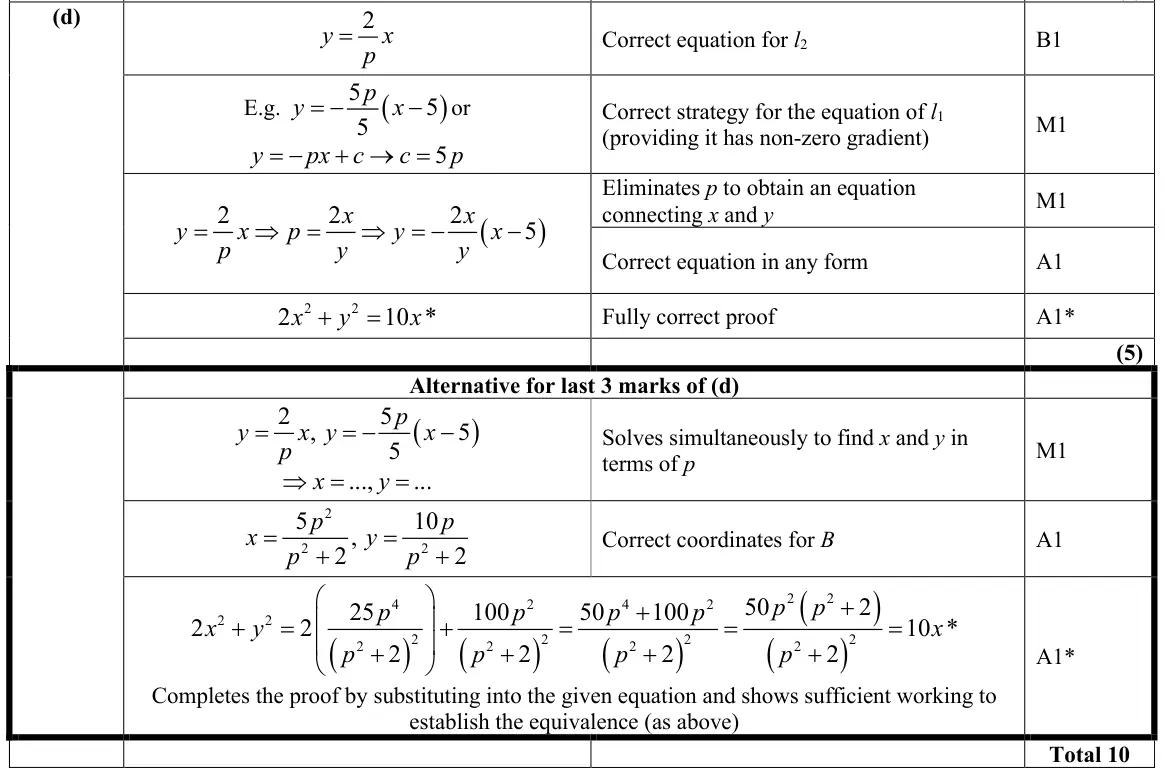 (d)
y = 2/p x
Correct equation for l₂
B1
E.g. y = −5p/5 (x − 5) or
y = −px + c → c = 5p
Correct strategy for the equation of l₁
(providing it has non-zero gradient)
M1
y = 2/p x ⇒ p = 2x/y ⇒ y = −2x/y (x − 5)
Eliminates p to obtain an equation
connecting x and y
M1
Correct equation in any form
A1
2x² + y² = 10x *
Fully correct proof
A1*
(5)
Alternative for last 3 marks of (d)
y = 2/p x, y = −5p/5 (x − 5)
⇒ x = ..., y = ...
Solves simultaneously to find x and y in
terms of p
M1
x = 5p²/(p² + 2), y = 10p/(p² + 2)
Correct coordinates for B
A1
2x² + y² = 2(25p⁴/(p² + 2)²) + 100p²/(p² + 2)² = (50p⁴ + 100p²)/(p² + 2)² = 50p²(p² + 2)/(p² + 2)² = 10x *
Completes the proof by substituting into the given equation and shows sufficient working to
establish the equivalence (as above)
A1*
Total 10